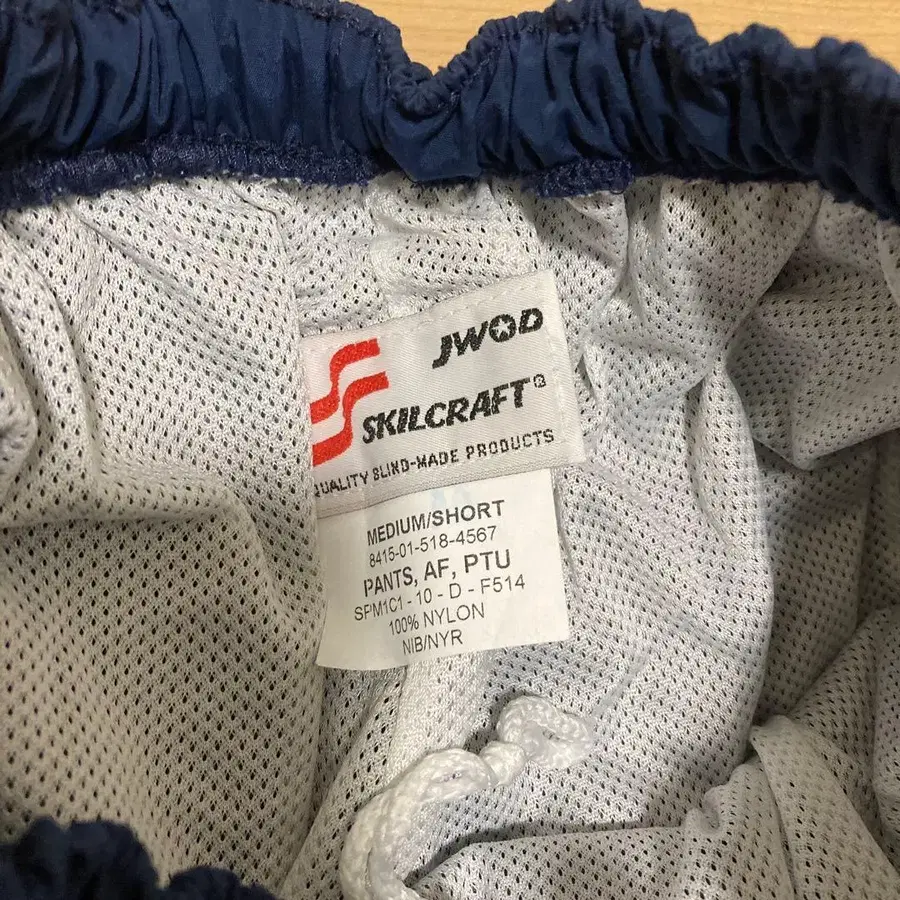 JWOD
SKILCRAFT®
QUALITY BLIND-MADE PRODUCTS
MEDIUM/SHORT
8415-01-518-4567
PANTS, AF, PTU
SPM1C1 - 10 - D - F514
100% NYLON
NIB/NYR